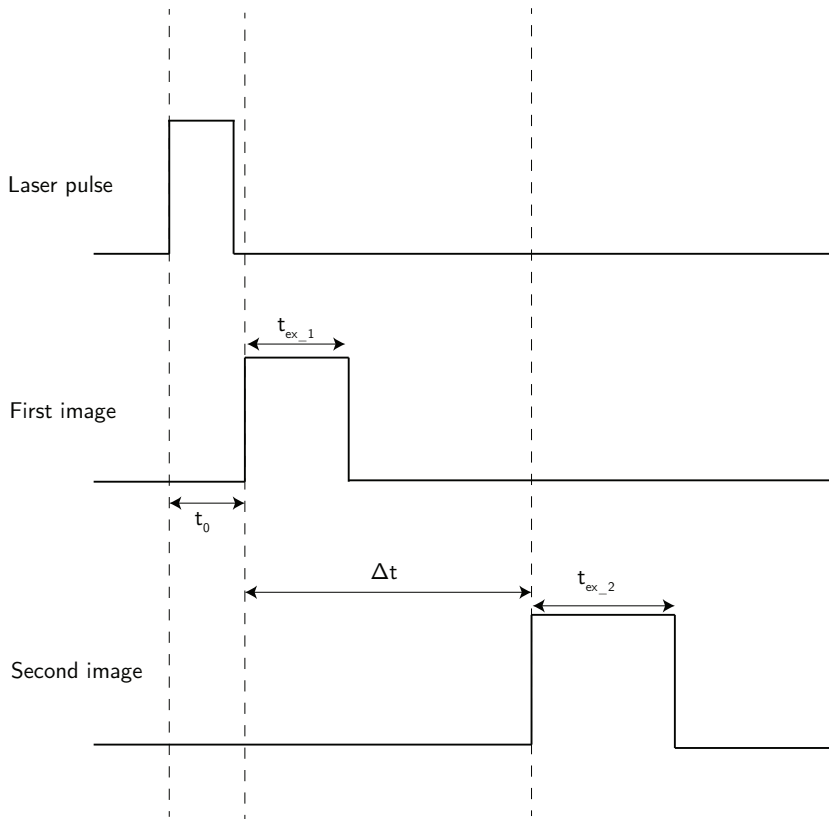 Laser pulse
t_ex_1
First image
t_0
Δt
t_ex_2
Second image